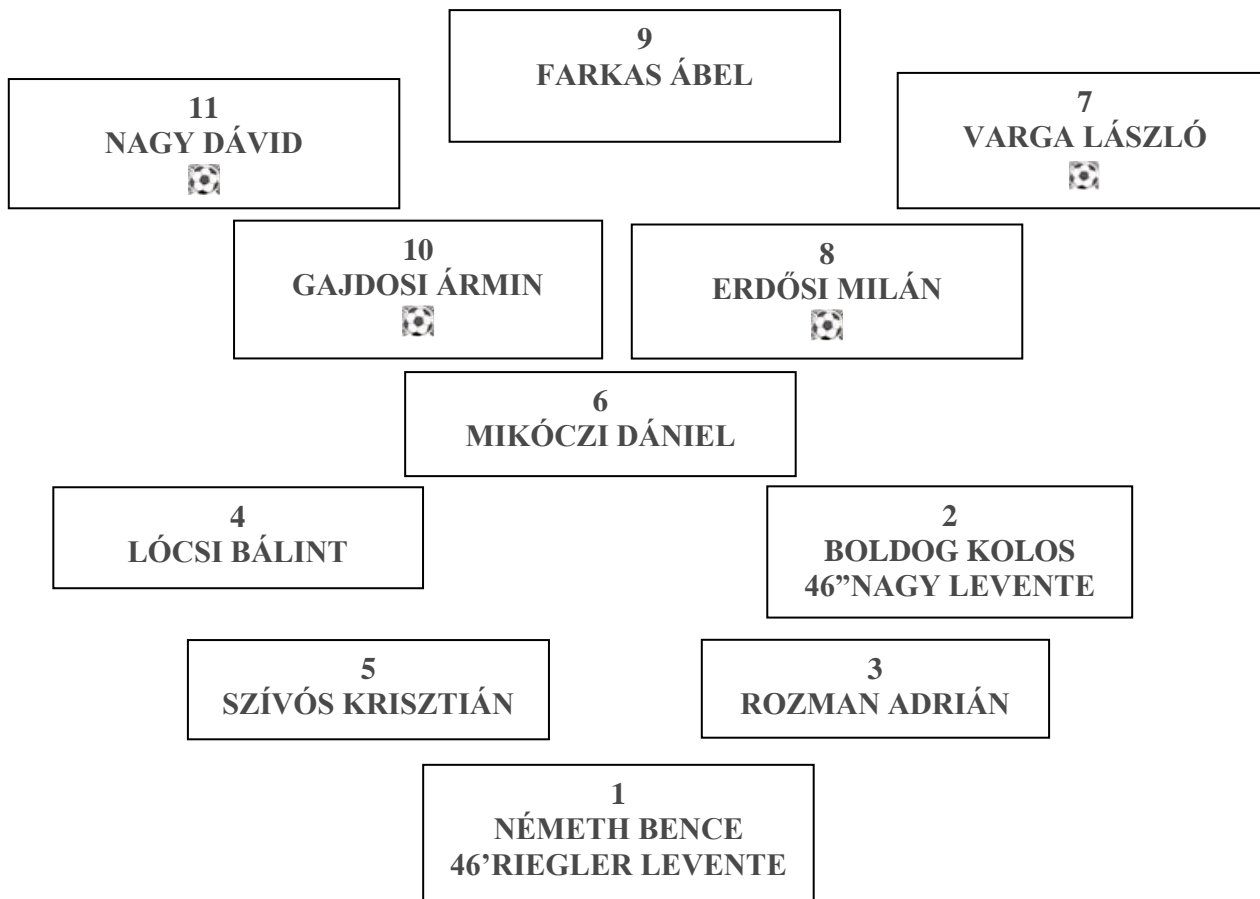 9
FARKAS ÁBEL
11
NAGY DÁVID
7
VARGA LÁSZLÓ
10
GAJDOSI ÁRMIN
8
ERDŐSI MILÁN
6
MIKÓCZI DÁNIEL
4
LÓCSI BÁLINT
2
BOLDOG KOLOS
46”NAGY LEVENTE
5
SZÍVÓS KRISZTIÁN
3
ROZMAN ADRIÁN
1
NÉMETH BENCE
46’RIEGLER LEVENTE